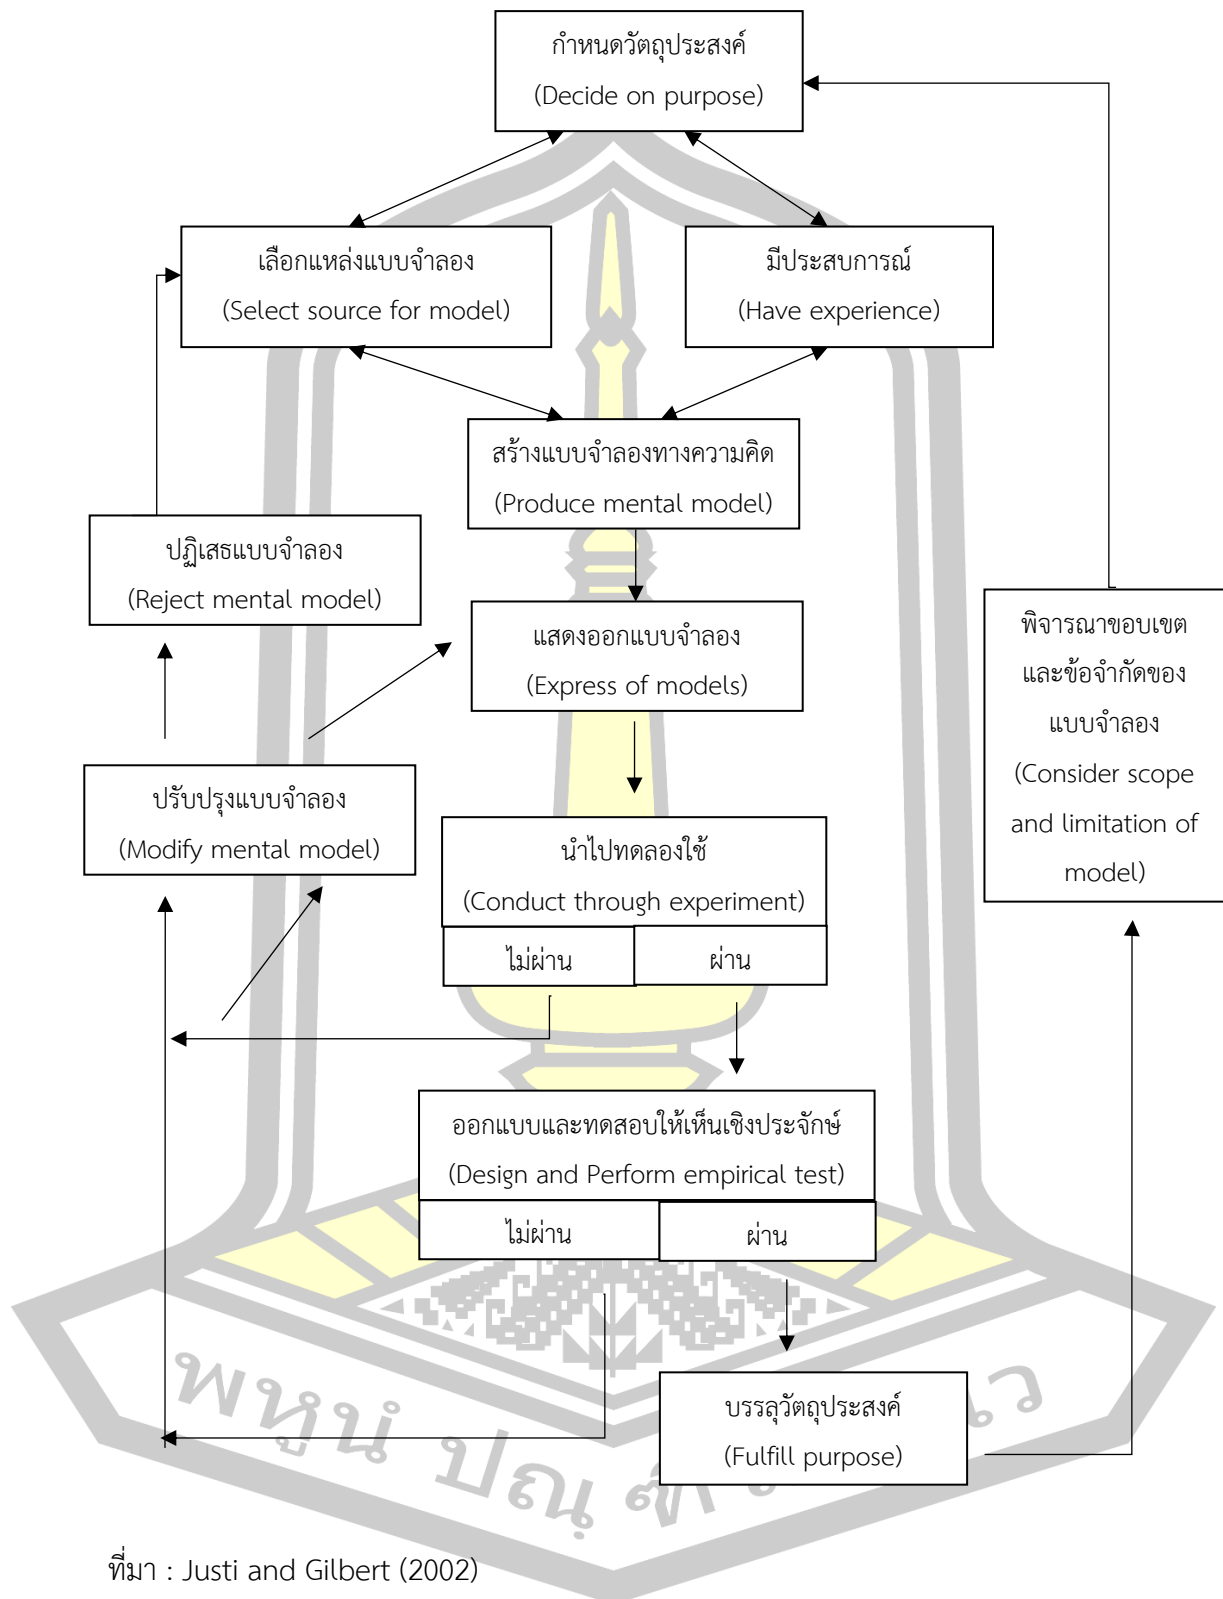 กำหนดวัตถุประสงค์
(Decide on purpose)
เลือกแหล่งแบบจำลอง
(Select source for model)
มีประสบการณ์
(Have experience)
สร้างแบบจำลองทางความคิด
(Produce mental model)
ปฏิเสธแบบจำลอง
(Reject mental model)
แสดงออกแบบจำลอง
(Express of models)
พิจารณาขอบเขต
และข้อจำกัดของ
แบบจำลอง
(Consider scope
and limitation of
model)
ปรับปรุงแบบจำลอง
(Modify mental model)
นำไปทดลองใช้
(Conduct through experiment)
ไม่ผ่าน
ผ่าน
ออกแบบและทดสอบให้เห็นเชิงประจักษ์
(Design and Perform empirical test)
ไม่ผ่าน
ผ่าน
บรรลุวัตถุประสงค์
(Fulfill purpose)
พหูนํ ปณฺ
ที่มา : Justi and Gilbert (2002)